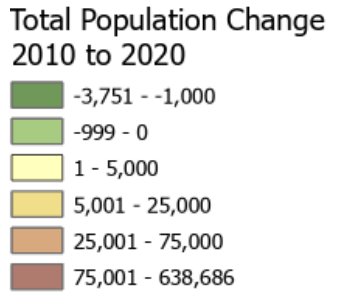 Total Population Change
2010 to 2020
-3,751 - -1,000
-999 - 0
1 - 5,000
5,001 - 25,000
25,001 - 75,000
75,001 - 638,686